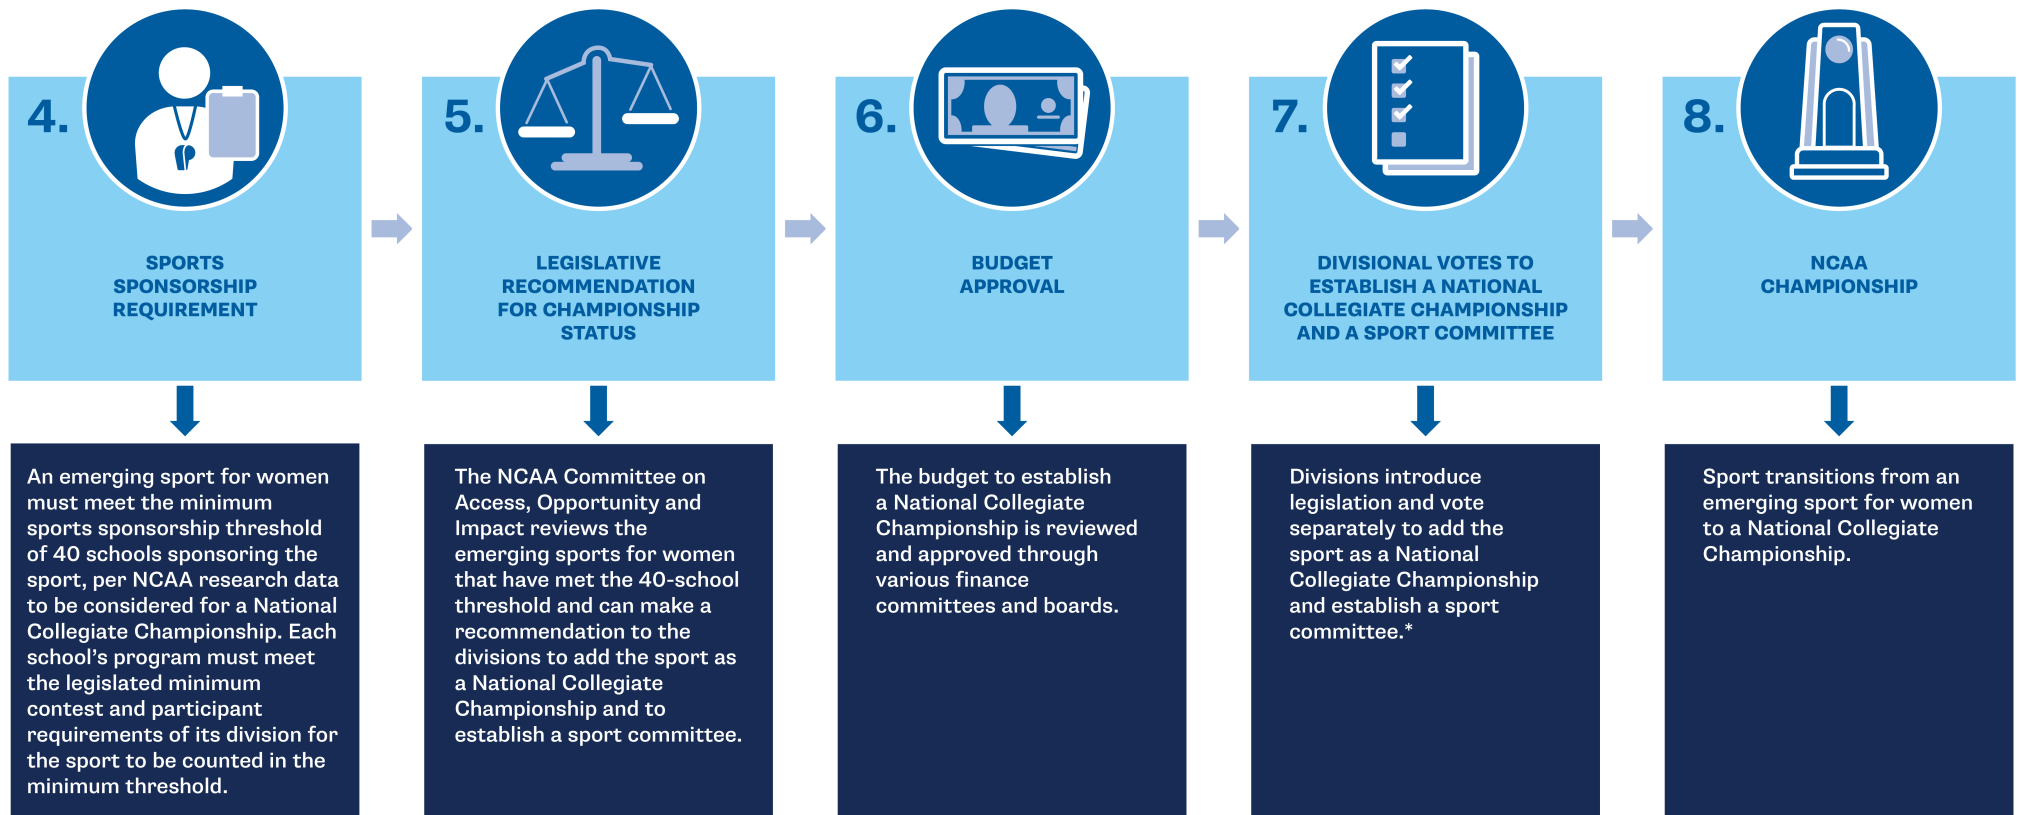 4.
SPORTS
SPONSORSHIP
REQUIREMENT
An emerging sport for women
must meet the minimum
sports sponsorship threshold
of 40 schools sponsoring the
sport, per NCAA research data
to be considered for a National
Collegiate Championship. Each
school’s program must meet
the legislated minimum
contest and participant
requirements of its division for
the sport to be counted in the
minimum threshold.
5.
LEGISLATIVE
RECOMMENDATION
FOR CHAMPIONSHIP
STATUS
The NCAA Committee on
Access, Opportunity and
Impact reviews the
emerging sports for women
that have met the 40-school
threshold and can make a
recommendation to the
divisions to add the sport as
a National Collegiate
Championship and to
establish a sport committee.
6.
BUDGET
APPROVAL
The budget to establish
a National Collegiate
Championship is reviewed
and approved through
various finance
committees and boards.
7.
DIVISIONAL VOTES TO
ESTABLISH A NATIONAL
COLLEGIATE CHAMPIONSHIP
AND A SPORT COMMITTEE
Divisions introduce
legislation and vote
separately to add the
sport as a National
Collegiate Championship
and establish a sport
committee.*
8.
NCAA
CHAMPIONSHIP
Sport transitions from an
emerging sport for women
to a National Collegiate
Championship.